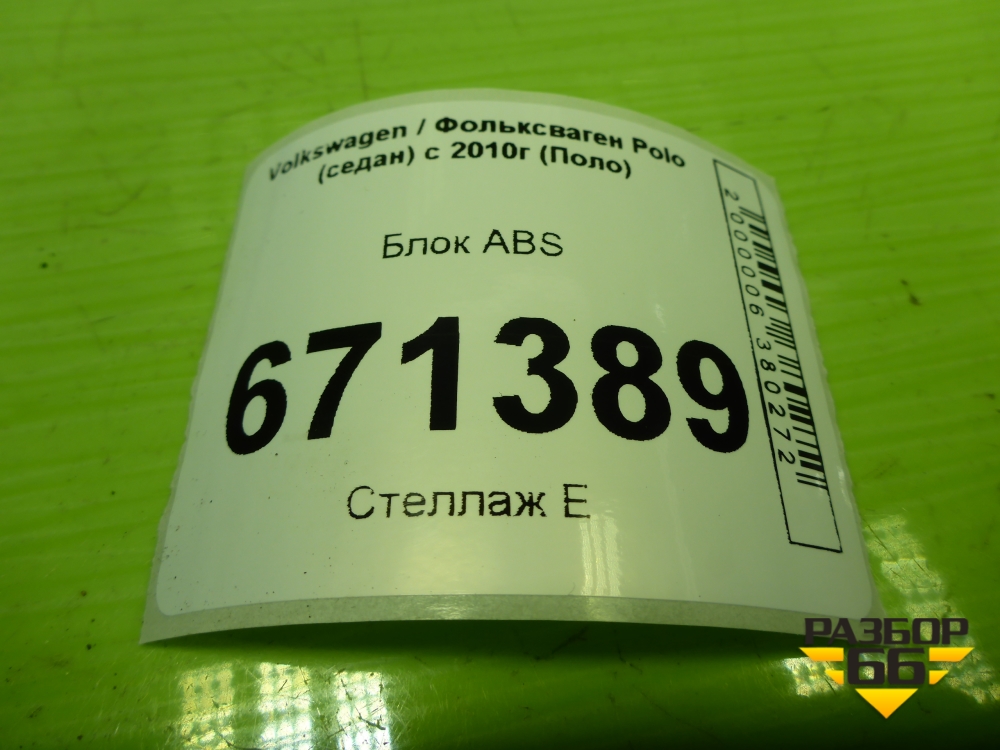 Volkswagen / Фольксваген Polo
(седан) с 2010г (Поло)
Блок ABS
671389
Стеллаж Е
2000006380272
РАЗБОР
66